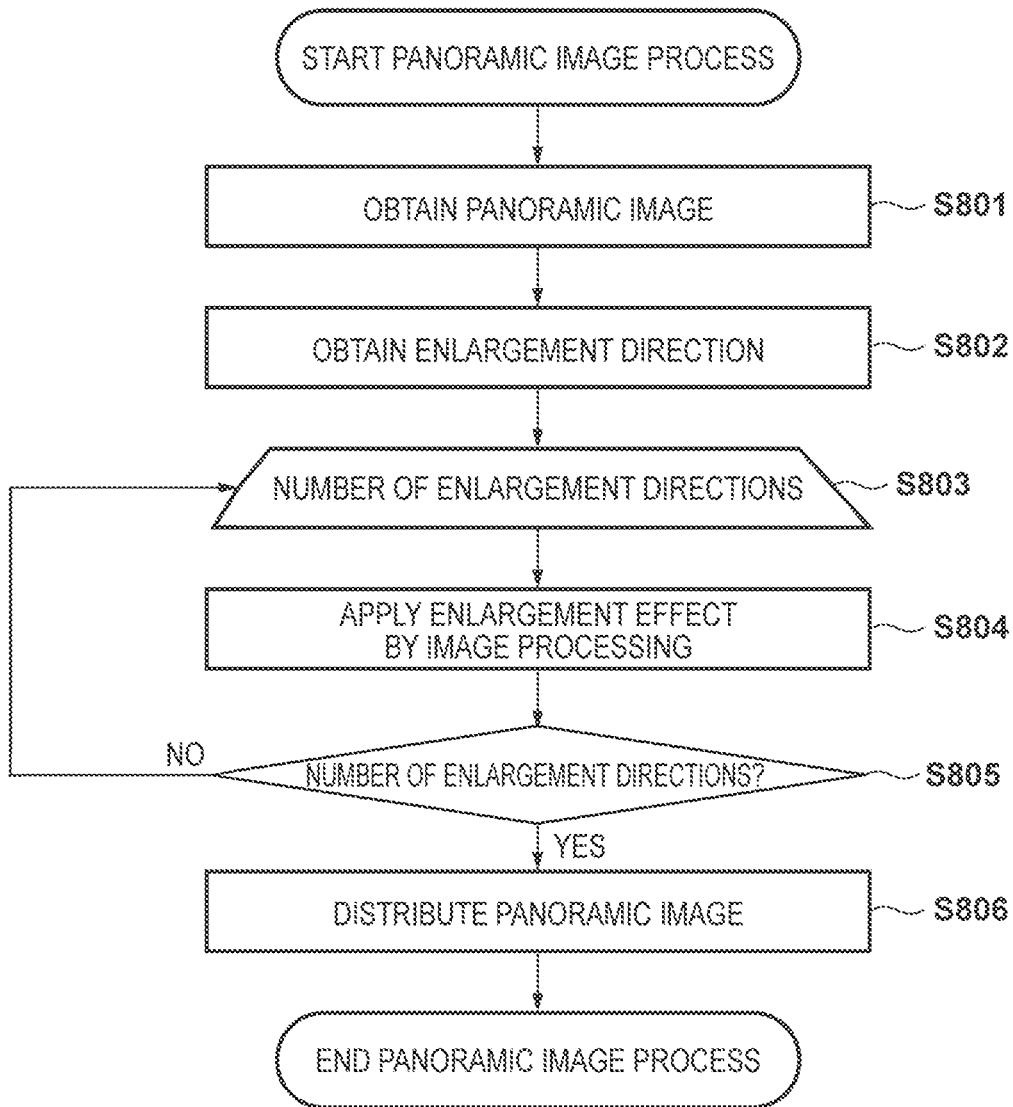 START PANORAMIC IMAGE PROCESS
OBTAIN PANORAMIC IMAGE
S801
OBTAIN ENLARGEMENT DIRECTION
S802
NUMBER OF ENLARGEMENT DIRECTIONS
S803
APPLY ENLARGEMENT EFFECT
BY IMAGE PROCESSING
S804
NO
NUMBER OF ENLARGEMENT DIRECTIONS?
S805
YES
DISTRIBUTE PANORAMIC IMAGE
S806
END PANORAMIC IMAGE PROCESS